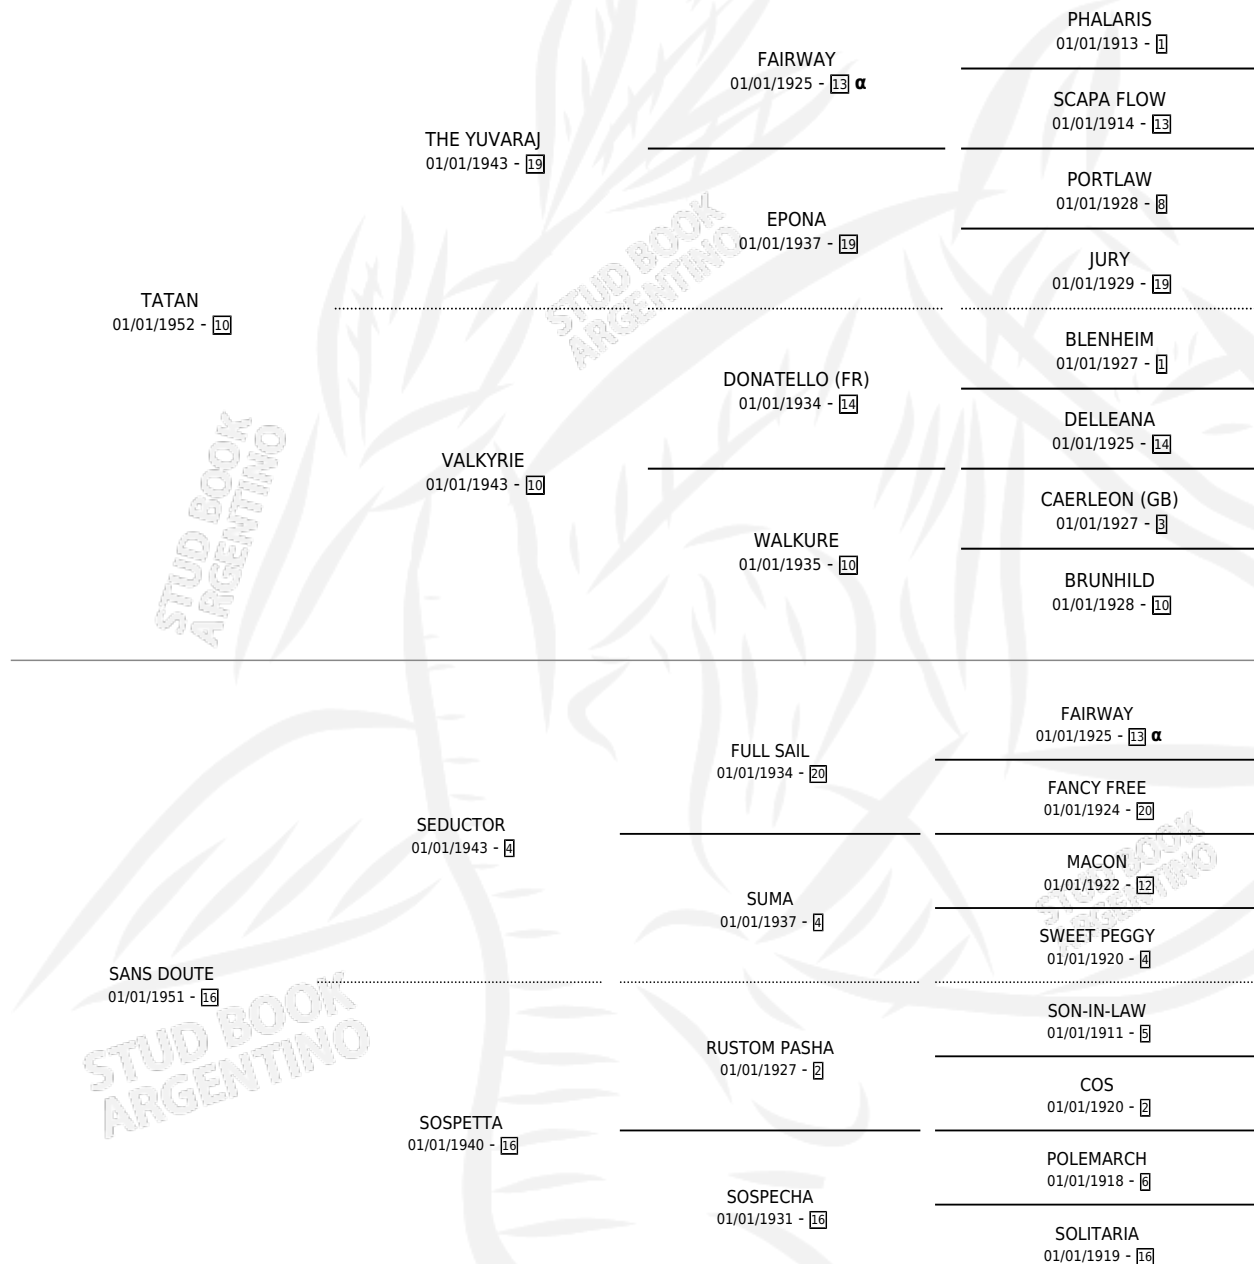 PHALARIS
01/01/1913 - 1
FAIRWAY
01/01/1925 - 13 α
SCAPA FLOW
01/01/1914 - 13
THE YUVARAJ
01/01/1943 - 19
PORTLAW
01/01/1928 - 8
EPONA
01/01/1937 - 19
JURY
01/01/1929 - 19
TATAN
01/01/1952 - 10
BLENHEIM
01/01/1927 - 1
DONATELLO (FR)
01/01/1934 - 14
DELLEANA
01/01/1925 - 14
VALKYRIE
01/01/1943 - 10
CAERLEON (GB)
01/01/1927 - 3
WALKURE
01/01/1935 - 10
BRUNHILD
01/01/1928 - 10
FAIRWAY
01/01/1925 - 13 α
FULL SAIL
01/01/1934 - 20
FANCY FREE
01/01/1924 - 20
SEDUCTOR
01/01/1943 - 4
MACON
01/01/1922 - 12
SUMA
01/01/1937 - 4
SWEET PEGGY
01/01/1920 - 4
SANS DOUTE
01/01/1951 - 16
SON-IN-LAW
01/01/1911 - 5
RUSTOM PASHA
01/01/1927 - 2
COS
01/01/1920 - 2
SOSPETTA
01/01/1940 - 16
POLEMARCH
01/01/1918 - 6
SOSPECHA
01/01/1931 - 16
SOLITARIA
01/01/1919 - 16
STUD BOOK
ARGENTINO
STUD BOOK
ARGENTINO
STUD BOOK
ARGENTINO
STUD BOOK
ARGENTINO